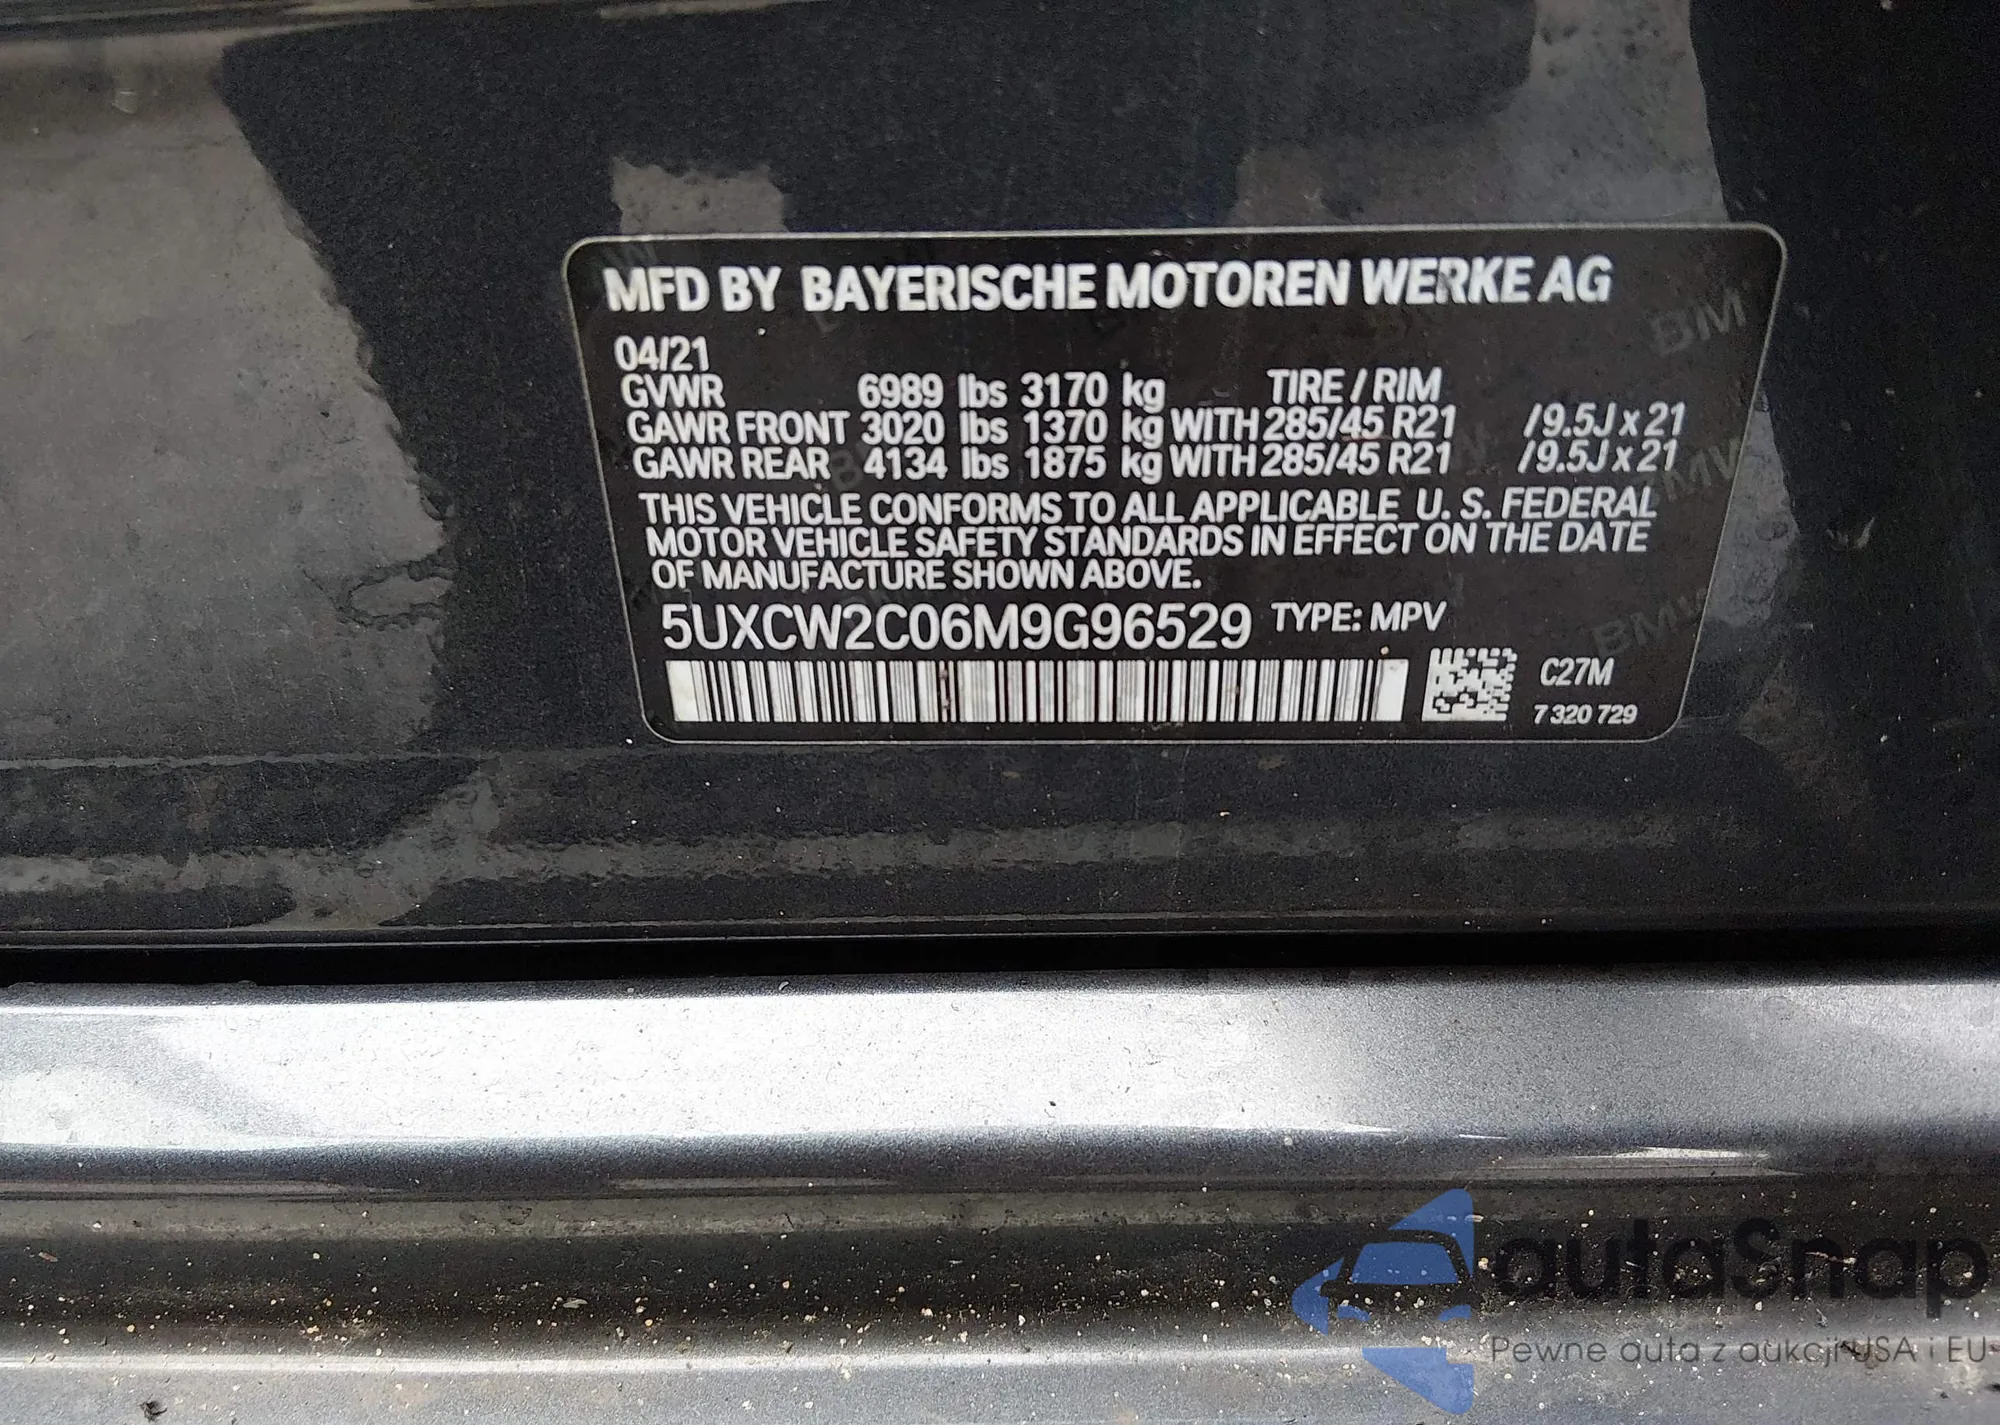 MFD BY BAYERISCHE MOTOREN WERKE AG
04/21
GVWR 6989 lbs 3170 kg TIRE / RIM
GAWR FRONT 3020 lbs 1370 kg WITH 285/45 R21 /9.5J x 21
GAWR REAR 4134 lbs 1875 kg WITH 285/45 R21 /9.5J x 21
THIS VEHICLE CONFORMS TO ALL APPLICABLE U. S. FEDERAL
MOTOR VEHICLE SAFETY STANDARDS IN EFFECT ON THE DATE
OF MANUFACTURE SHOWN ABOVE.
5UXCW2C06M9G96529 TYPE: MPV
C27M
7 320 729
autaSnap
Pewne auta z aukcji USA i EU